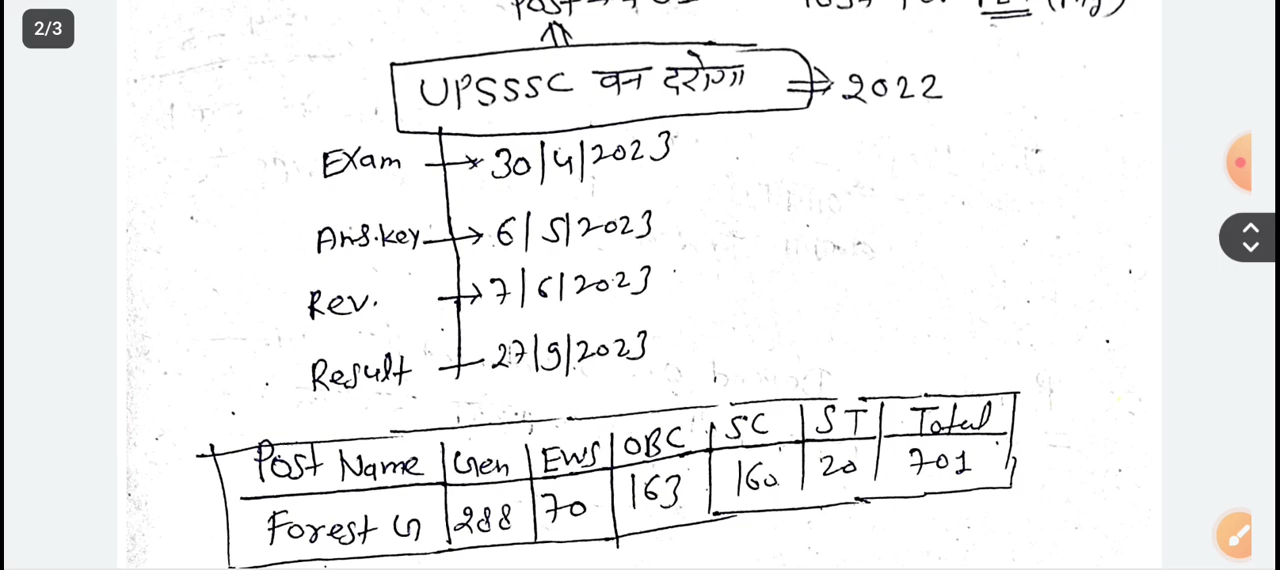 2/3
UPSSSC वन दरोगा ⇒ 2022
Exam → 30/4/2023
Ans.key → 6/5/2023
Rev. → 7/6/2023
Result 27/9/2023
Post Name Gen EWS OBC SC ST Total
Forest G 288 70 163 160 20 701